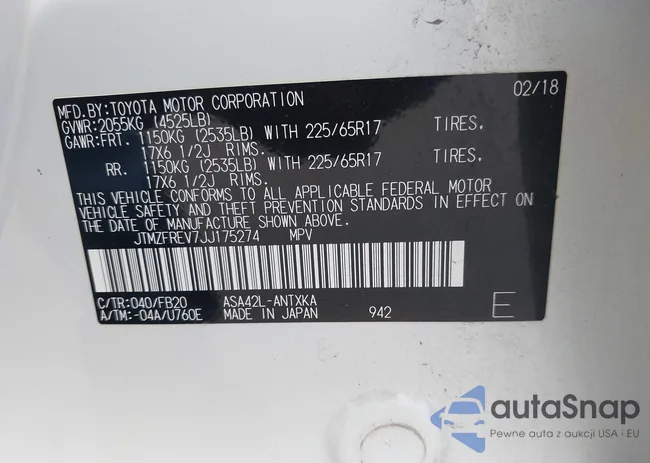 MFD.BY:TOYOTA MOTOR CORPORATION 02/18
GVWR:2055KG (4525LB)
GAWR:FRT. 1150KG (2535LB) WITH 225/65R17 TIRES,
17X6 1/2J RIMS.
RR. 1150KG (2535LB) WITH 225/65R17 TIRES,
17X6 1/2J RIMS.
THIS VEHICLE CONFORMS TO ALL APPLICABLE FEDERAL MOTOR
VEHICLE SAFETY AND THEFT PREVENTION STANDARDS IN EFFECT ON
THE DATE OF MANUFACTURE SHOWN ABOVE.
JTMZFREV7JJ175274 MPV
C/TR:040/FB20 ASA42L-ANTXKA
A/TM:-04A/U760E MADE IN JAPAN 942 E
autoSnap
Pewne auta z aukcji USA i EU